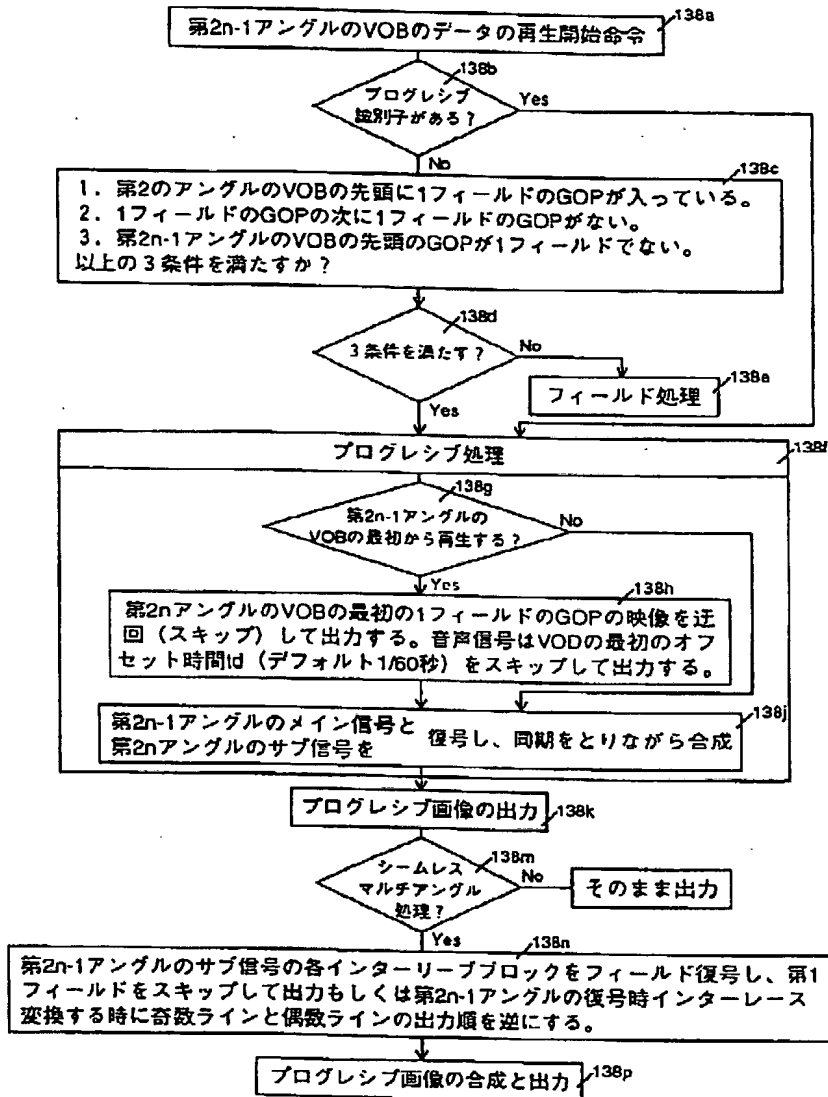 第2n-1アングルのVOBのデータの再生開始命令
138a
138b
プログレシブ
識別子がある?
Yes
No
138c
1. 第2のアングルのVOBの先頭に1フィールドのGOPが入っている。
2. 1フィールドのGOPの次に1フィールドのGOPがない。
3. 第2n-1アングルのVOBの先頭のGOPが1フィールドでない。
以上の3条件を満たすか?
138d
3条件を満たす?
No
138e
フィールド処理
Yes
プログレシブ処理
138f
138g
第2n-1アングルの
VOBの最初から再生する?
No
Yes
138h
第2nアングルのVOBの最初の1フィールドのGOPの映像を迂
回(スキップ)して出力する。音声信号はVODの最初のオフ
セット時間td(デフォルト1/60秒)をスキップして出力する。
138j
第2n-1アングルのメイン信号と
第2nアングルのサブ信号を
復号し、同期をとりながら合成
プログレシブ画像の出力
138k
138m
シームレス
マルチアングル
処理?
No
そのまま出力
Yes
138n
第2n-1アングルのサブ信号の各インターリーブブロックをフィールド復号し、第1
フィールドをスキップして出力もしくは第2n-1アングルの復号時インターレース
変換する時に奇数ラインと偶数ラインの出力順を逆にする。
プログレシブ画像の合成と出力
138p